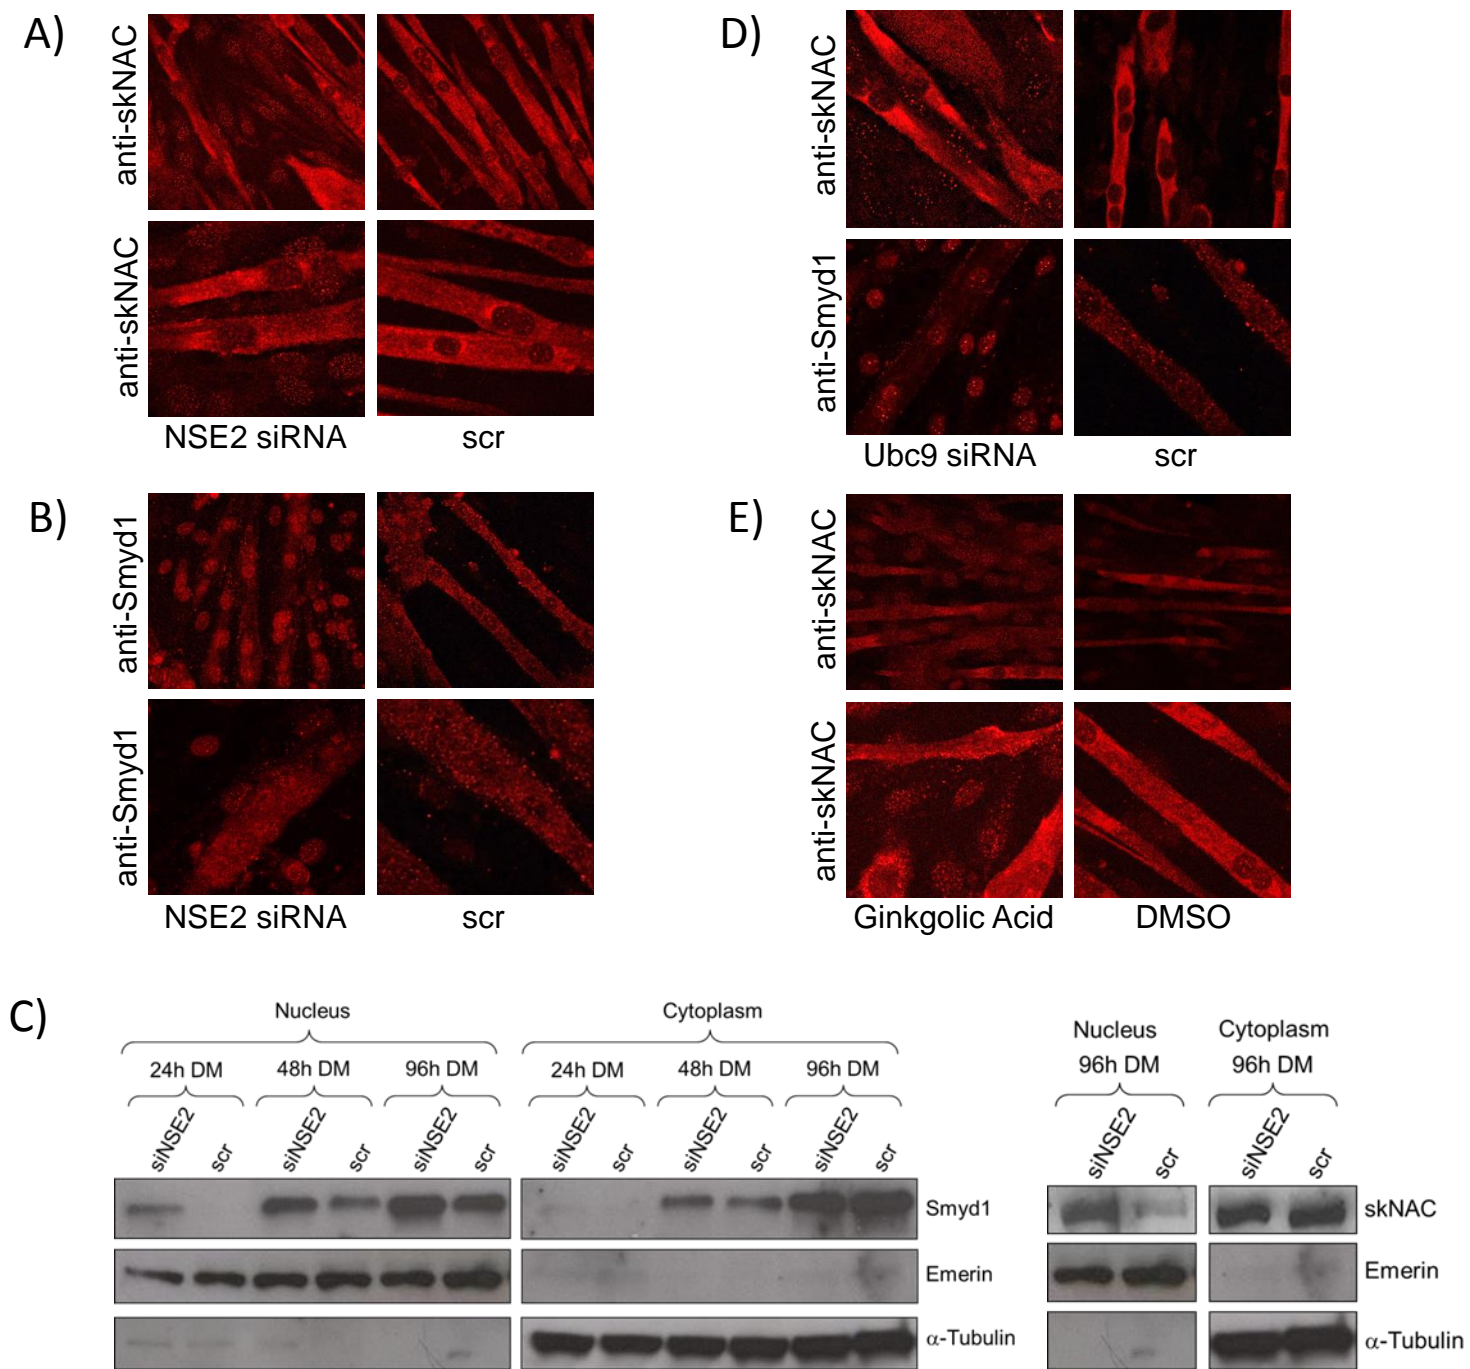 A)
anti-skNAC
anti-skNAC
NSE2 siRNA scr
B)
anti-Smyd1
anti-Smyd1
NSE2 siRNA scr
D)
anti-skNAC
anti-Smyd1
Ubc9 siRNA scr
E)
anti-skNAC
anti-skNAC
Ginkgolic Acid DMSO
C)
Nucleus Cytoplasm
24h DM 48h DM 96h DM 24h DM 48h DM 96h DM
siNSE2 scr siNSE2 scr siNSE2 scr siNSE2 scr siNSE2 scr siNSE2 scr
Smyd1
Emerin
α-Tubulin
Nucleus Cytoplasm
96h DM 96h DM
siNSE2 scr siNSE2 scr
skNAC
Emerin
α-Tubulin